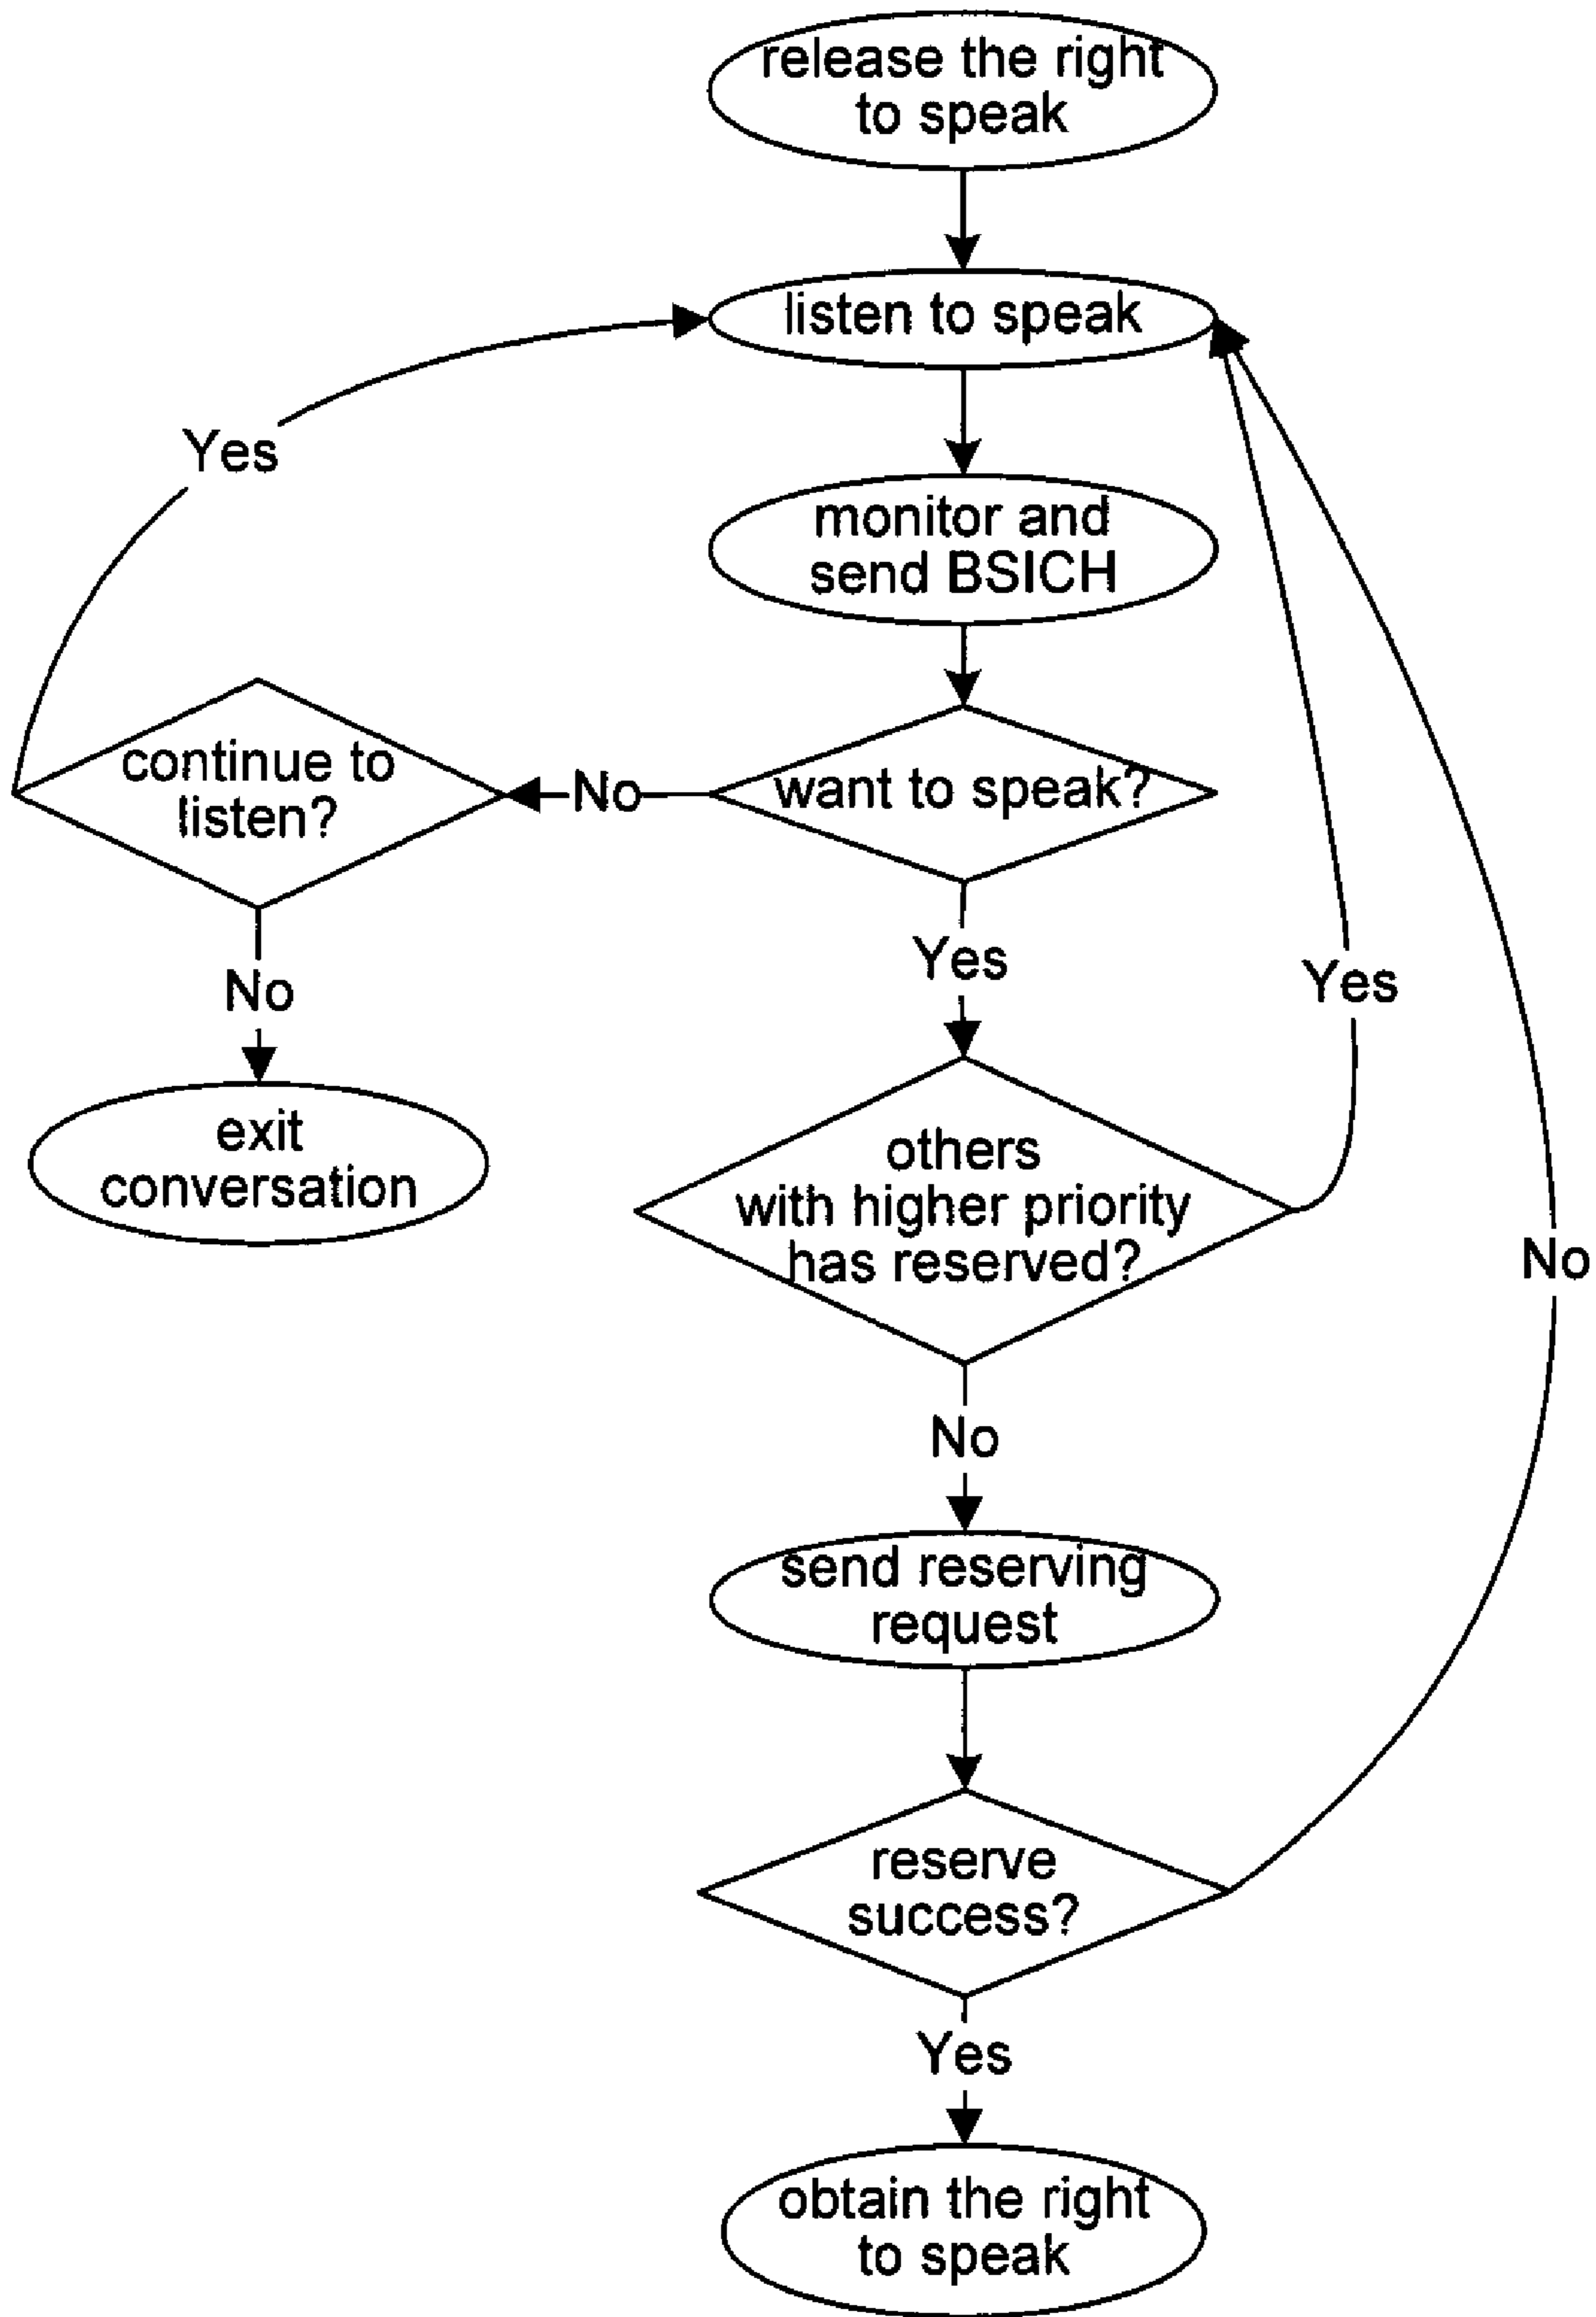 release the right
to speak
listen to speak
Yes
monitor and
send BSICH
continue to
listen?
No
want to speak?
No
Yes
Yes
exit
conversation
others
with higher priority
has reserved?
No
No
send reserving
request
reserve
success?
Yes
obtain the right
to speak